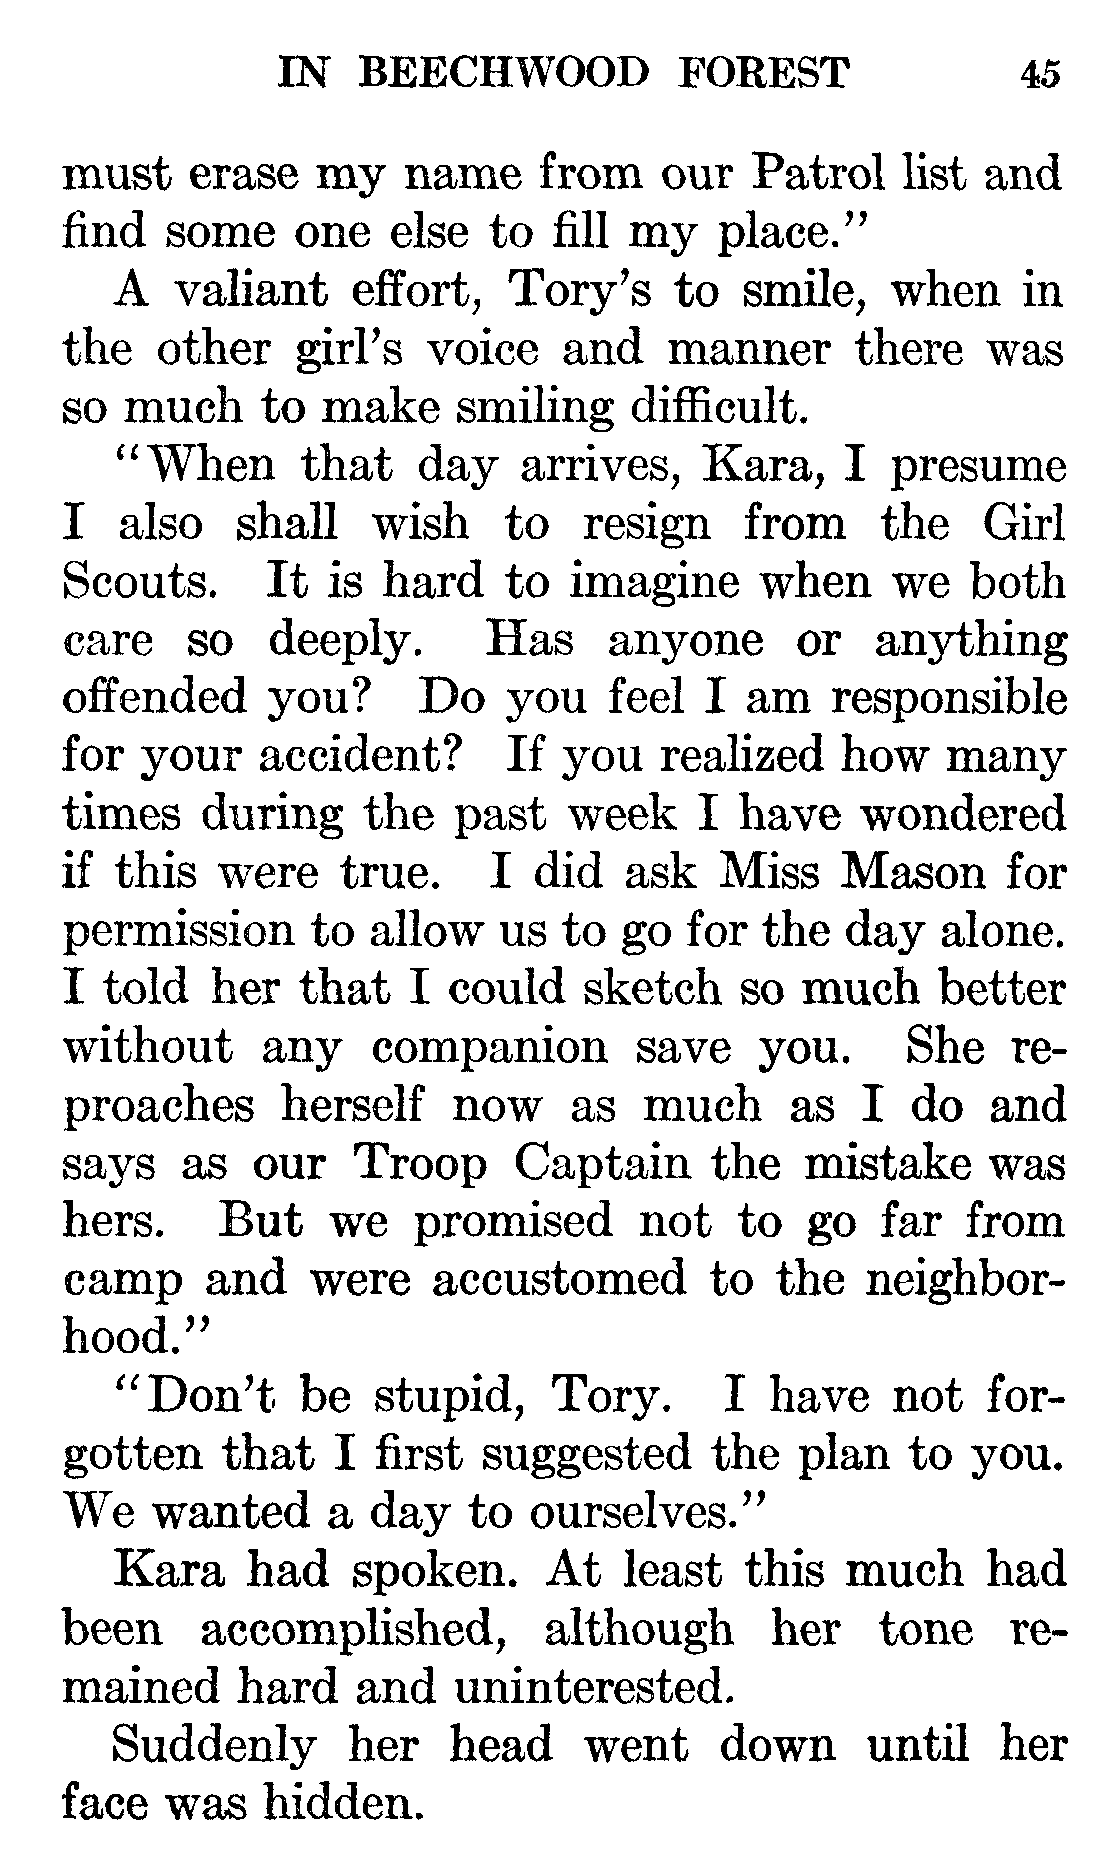 IN BEECHWOOD FOREST 45
must erase my name from our Patrol list and
find some one else to fill my place.”
A valiant effort, Tory’s to smile, when in
the other girl’s voice and manner there was
so much to make smiling difficult.
“When that day arrives, Kara, I presume
I also shall wish to resign from the Girl
Scouts. It is hard to imagine when we both
care so deeply. Has anyone or anything
offended you? Do you feel I am responsible
for your accident? If you realized how many
times during the past week I have wondered
if this were true. I did ask Miss Mason for
permission to allow us to go for the day alone.
I told her that I could sketch so much better
without any companion save you. She re-
proaches herself now as much as I do and
says as our Troop Captain the mistake was
hers. But we promised not to go far from
camp and were accustomed to the neighbor-
hood.”
“Don’t be stupid, Tory. I have not for-
gotten that I first suggested the plan to you.
We wanted a day to ourselves.”
Kara had spoken. At least this much had
been accomplished, although her tone re-
mained hard and uninterested.
Suddenly her head went down until her
face was hidden.